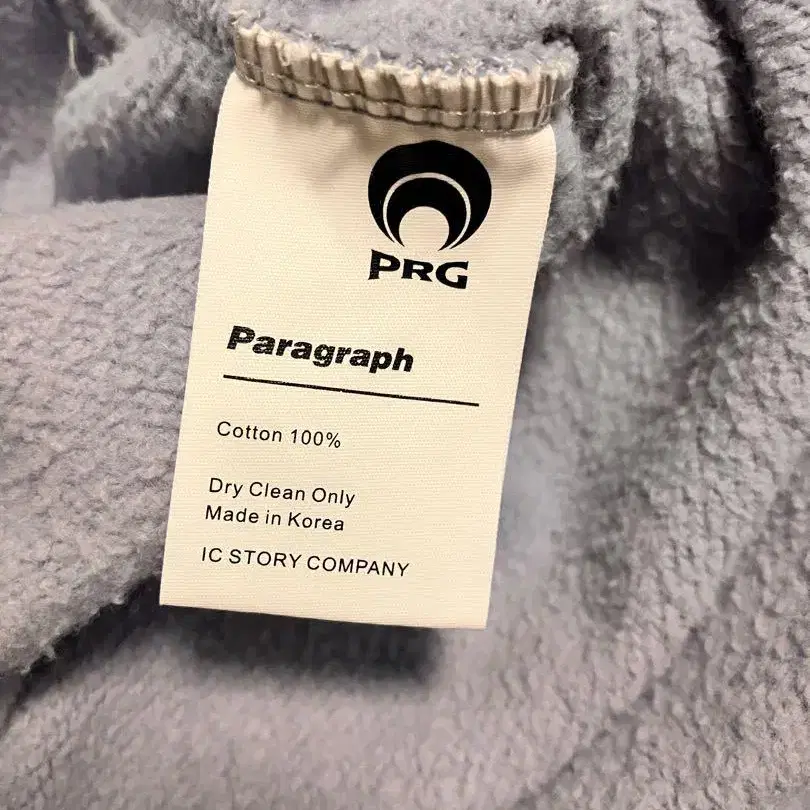 PRG
Paragraph
Cotton 100%
Dry Clean Only
Made in Korea
IC STORY COMPANY